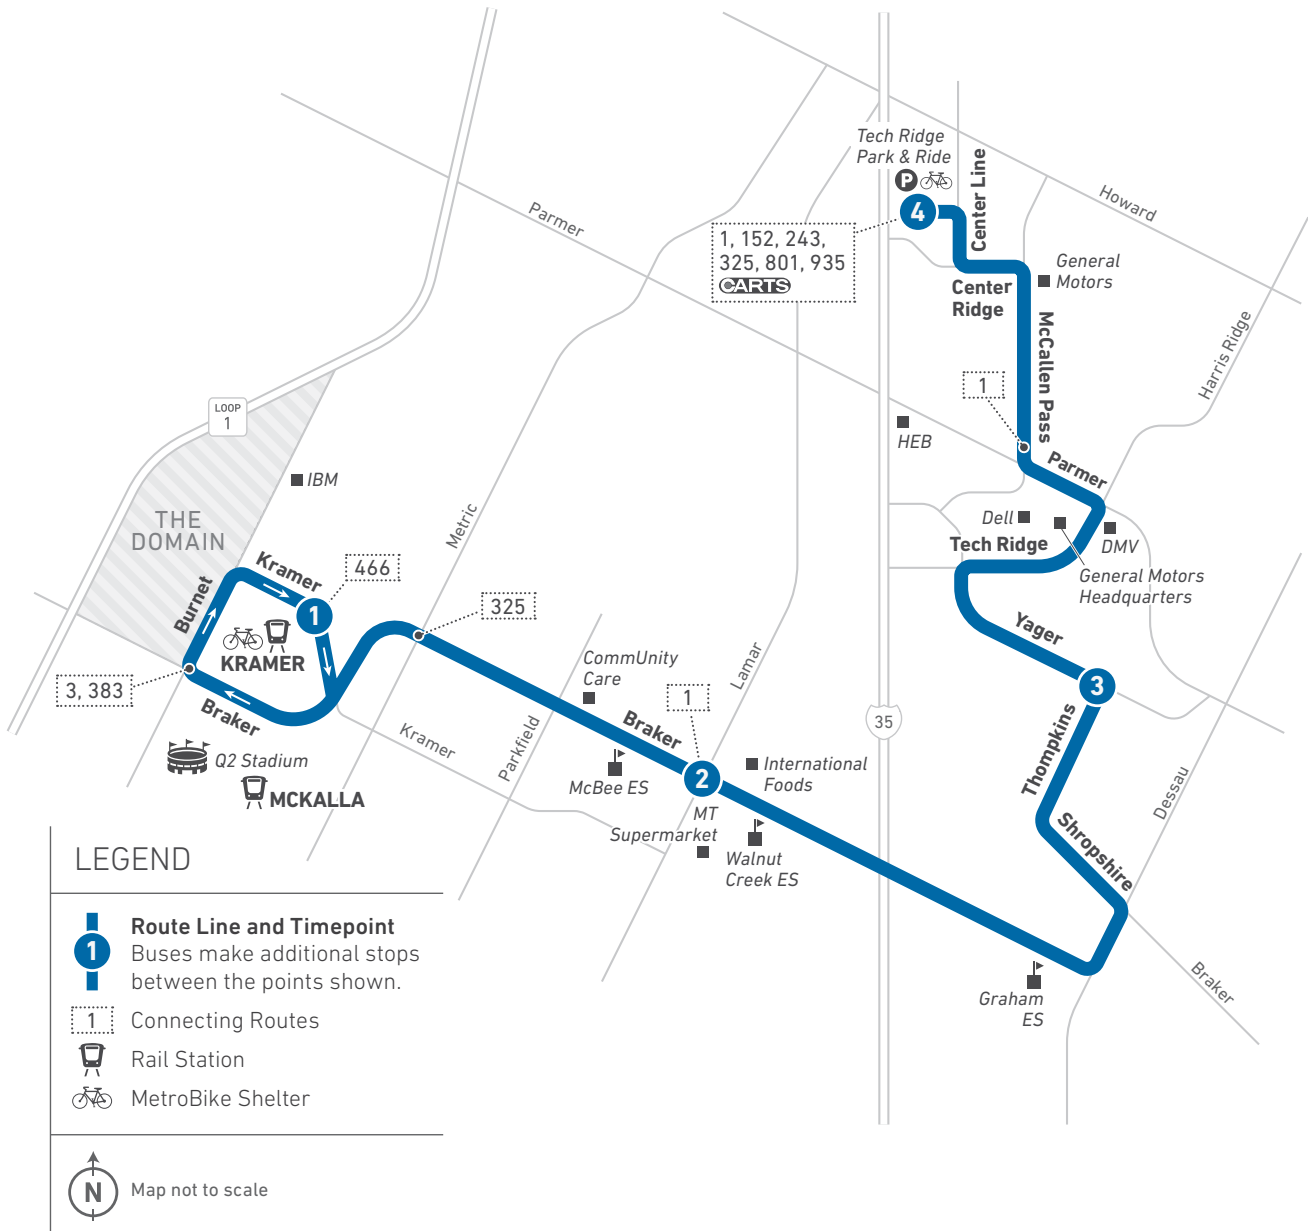 Tech Ridge
Park & Ride
P
4
Center Line
Howard
Parmer
1, 152, 243,
325, 801, 935
CARTS
Center
Ridge
General
Motors
McCallen Pass
Harris Ridge
1
LOOP
1
HEB
Parmer
IBM
Metric
THE
DOMAIN
Dell
DMV
Tech Ridge
General Motors
Headquarters
Kramer
466
1
Burnet
325
KRAMER
Yager
3
3, 383
Braker
CommUnity
Care
Lamar
1
35
Kramer
Parkfield
Braker
Q2 Stadium
MCKALLA
McBee ES
2
International
Foods
Thompkins
Dessau
MT
Supermarket
Walnut
Creek ES
Shropshire
Graham
ES
Braker
LEGEND
1
Route Line and Timepoint
Buses make additional stops
between the points shown.
1
Connecting Routes
Rail Station
MetroBike Shelter
N
Map not to scale